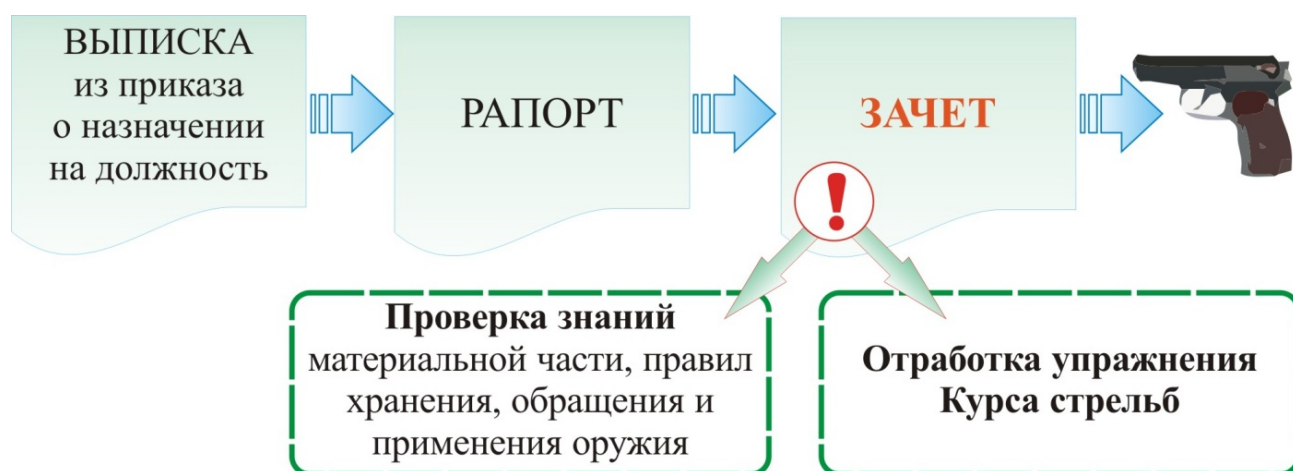 ВЫПИСКА
из приказа
о назначении
на должность
РАПОРТ
ЗАЧЕТ
!
Проверка знаний
материальной части, правил
хранения, обращения и
применения оружия
Отработка упражнения
Курса стрельб